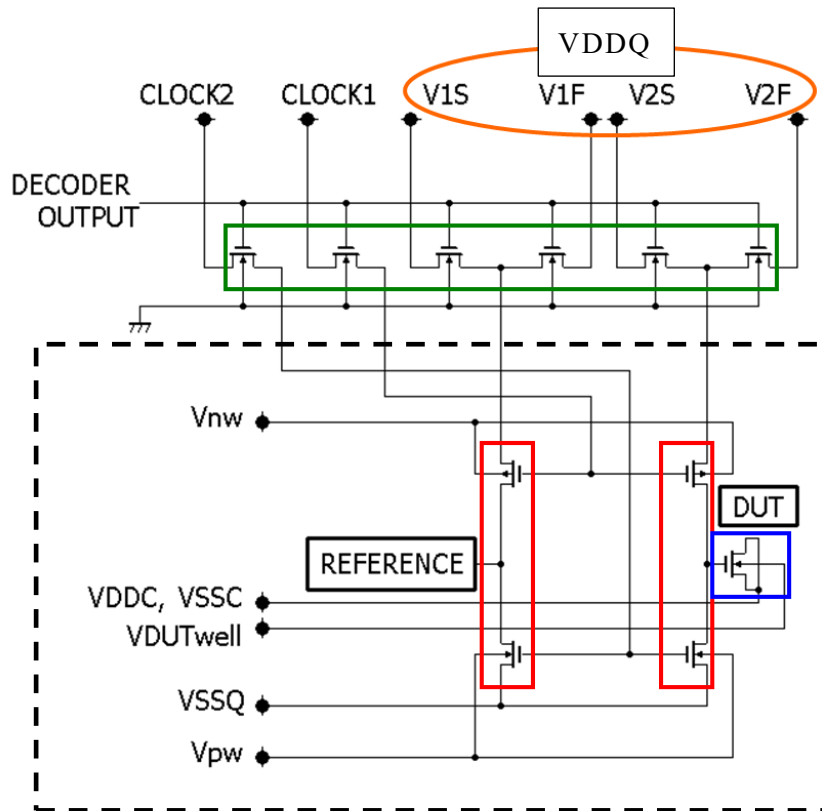 VDDQ
CLOCK2
CLOCK1
V1S
V1F
V2S
V2F
DECODER
OUTPUT
Vnw
DUT
REFERENCE
VDDC, VSSC
VDUTwell
VSSQ
Vpw